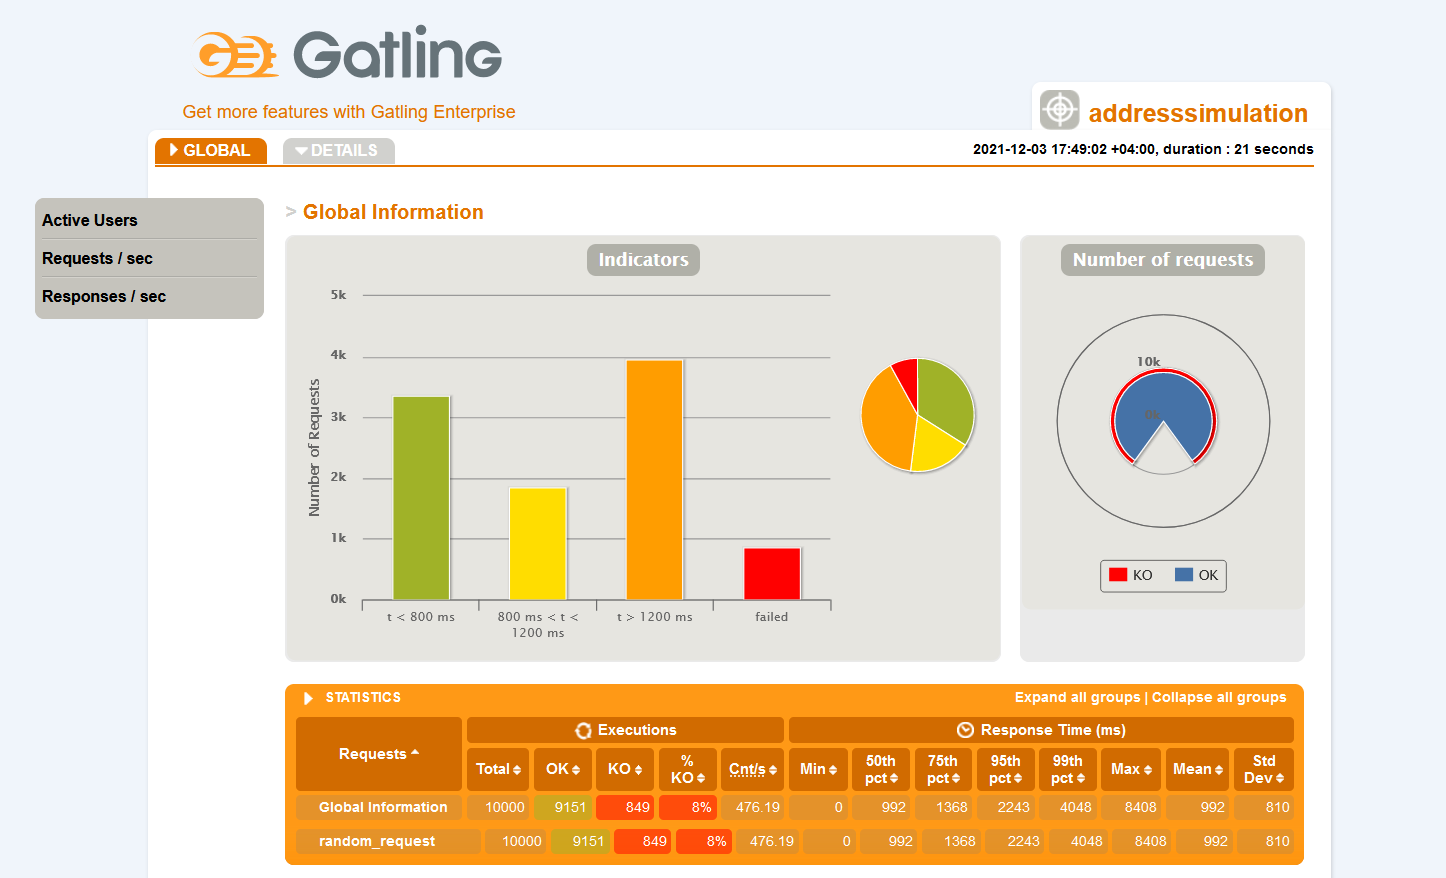 Gatling
Get more features with Gatling Enterprise
addresssimulation
GLOBAL
DETAILS
2021-12-03 17:49:02 +04:00, duration : 21 seconds
Active Users
Requests / sec
Responses / sec
> Global Information
Indicators
Number of Requests
5k
4k
3k
2k
1k
0k
t < 800 ms
800 ms < t <
1200 ms
t > 1200 ms
failed
Number of requests
10k
0k
KO OK
STATISTICS
Expand all groups | Collapse all groups
Requests
Executions
Response Time (ms)
Total OK KO % KO Cnt/s Min 50th pct 75th pct 95th pct 99th pct Max Mean Std Dev
Global Information 10000 9151 849 8% 476.19 0 992 1368 2243 4048 8408 992 810
random_request 10000 9151 849 8% 476.19 0 992 1368 2243 4048 8408 992 810